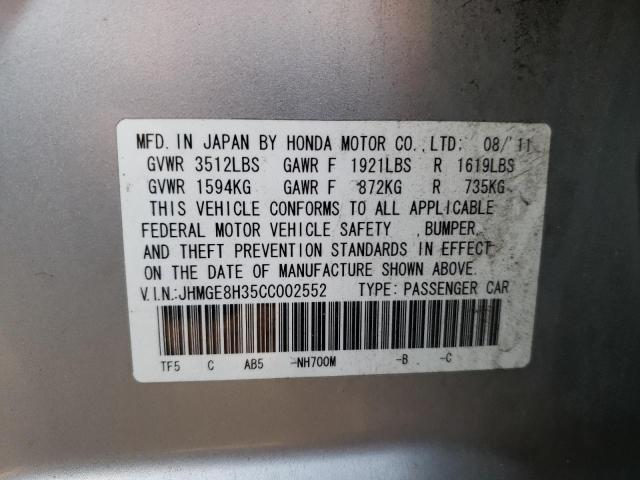 MFD. IN JAPAN BY HONDA MOTOR CO.,LTD: 08/'11
GVWR 3512LBS GAWR F 1921LBS R 1619LBS
GVWR 1594KG GAWR F 872KG R 735KG
THIS VEHICLE CONFORMS TO ALL APPLICABLE
FEDERAL MOTOR VEHICLE SAFETY ,BUMPER,
AND THEFT PREVENTION STANDARDS IN EFFECT
ON THE DATE OF MANUFACTURE SHOWN ABOVE.
V.I.N.:JHMGE8H35CC002552 TYPE: PASSENGER CAR
TF5 C AB5 -NH700M -B -C